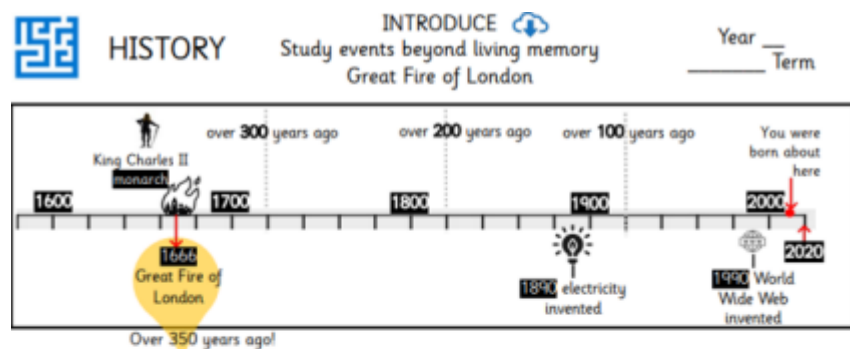 HISTORY
INTRODUCE
Study events beyond living memory
Great Fire of London
Year __
_______ Term
over 300 years ago
over 200 years ago
over 100 years ago
You were
born about
here
King Charles II
monarch
1600
1700
1800
1900
2000
1666
Great Fire of
London
1890 electricity
invented
1990 World
Wide Web
invented
2020
Over 350 years ago!